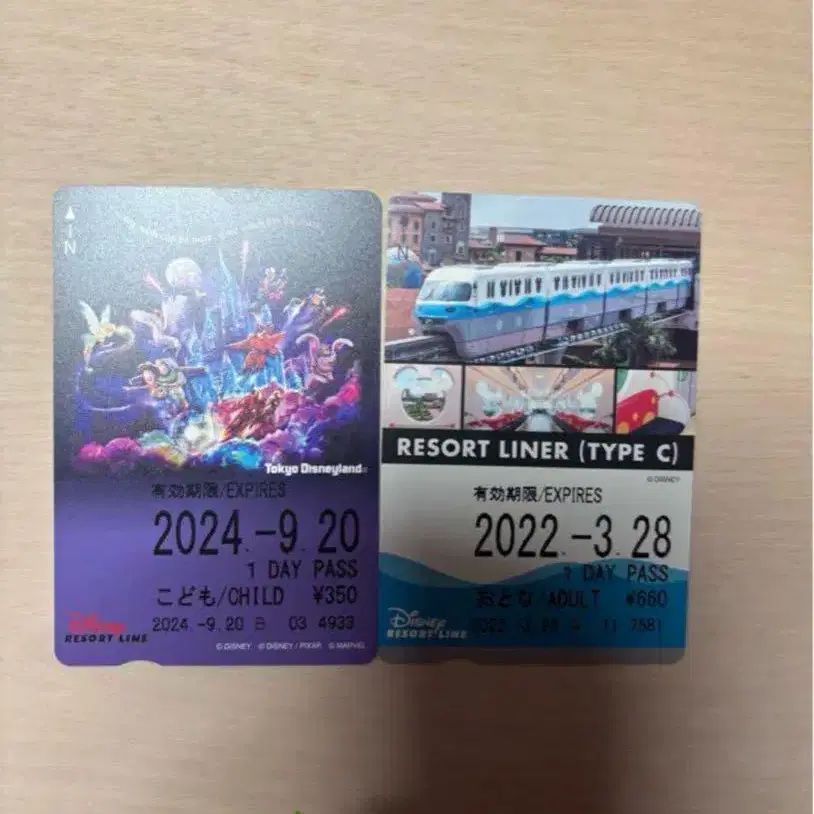 IN
Tokyo Disneyland
有効期限/EXPIRES
2024.-9.20
1 DAY PASS
こども/CHILD ¥350
Disney
RESORT LINE
2024.-9.20 日 03 4933
© DISNEY © DISNEY / PIXAR © MARVEL
IN
RESORT LINER (TYPE C)
© DISNEY
有効期限/EXPIRES
2022.-3.28
1 DAY PASS
おとな/ADULT ¥660
Disney
RESORT LINE